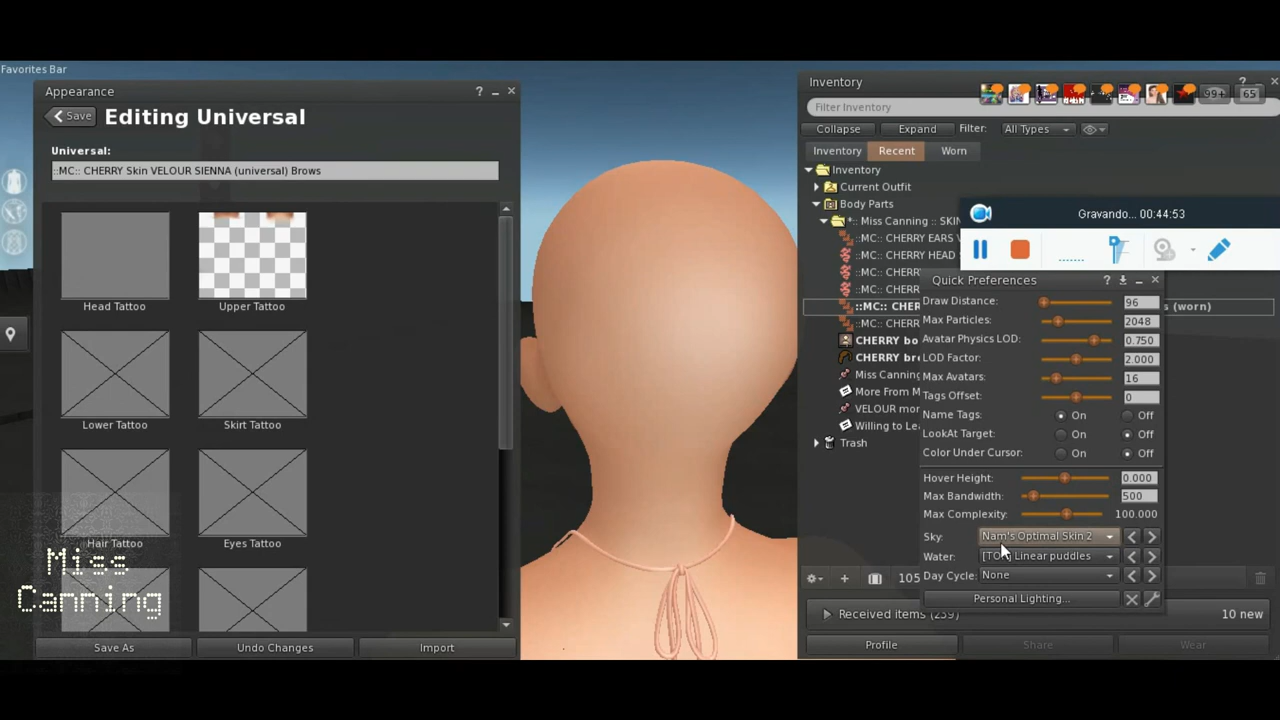 Favorites Bar
Appearance
?
Save
Editing Universal
Universal:
::MC:: CHERRY Skin VELOUR SIENNA (universal) Brows
Head Tattoo
Upper Tattoo
Lower Tattoo
Skirt Tattoo
Hair Tattoo
Eyes Tattoo
Miss
Canning
Save As
Undo Changes
Import
Inventory
?
99+
65
Filter Inventory
Collapse
Expand
Filter:
All Types
Inventory
Recent
Worn
Inventory
Current Outfit
Body Parts
*:: Miss Canning :: SKIN
::MC:: CHERRY EARS V
::MC:: CHERRY HEAD
::MC:: CHERRY
::MC:: CHERRY
::MC:: CHER
s (worn)
::MC:: CHERRY
CHERRY bo
CHERRY bre
Miss Canning
More From M
VELOUR mor
Willing to Lea
Trash
Gravando... 00:44:53
Quick Preferences
?
Draw Distance:
96
Max Particles:
2048
Avatar Physics LOD:
0.750
LOD Factor:
2.000
Max Avatars:
16
Tags Offset:
0
Name Tags:
On
Off
LookAt Target:
On
Off
Color Under Cursor:
On
Off
Hover Height:
0.000
Max Bandwidth:
500
Max Complexity:
100.000
Sky:
Nam's Optimal Skin 2
Water:
Linear puddles
Day Cycle:
None
Personal Lighting...
105
Received items (239)
10 new
Profile
Share
Wear